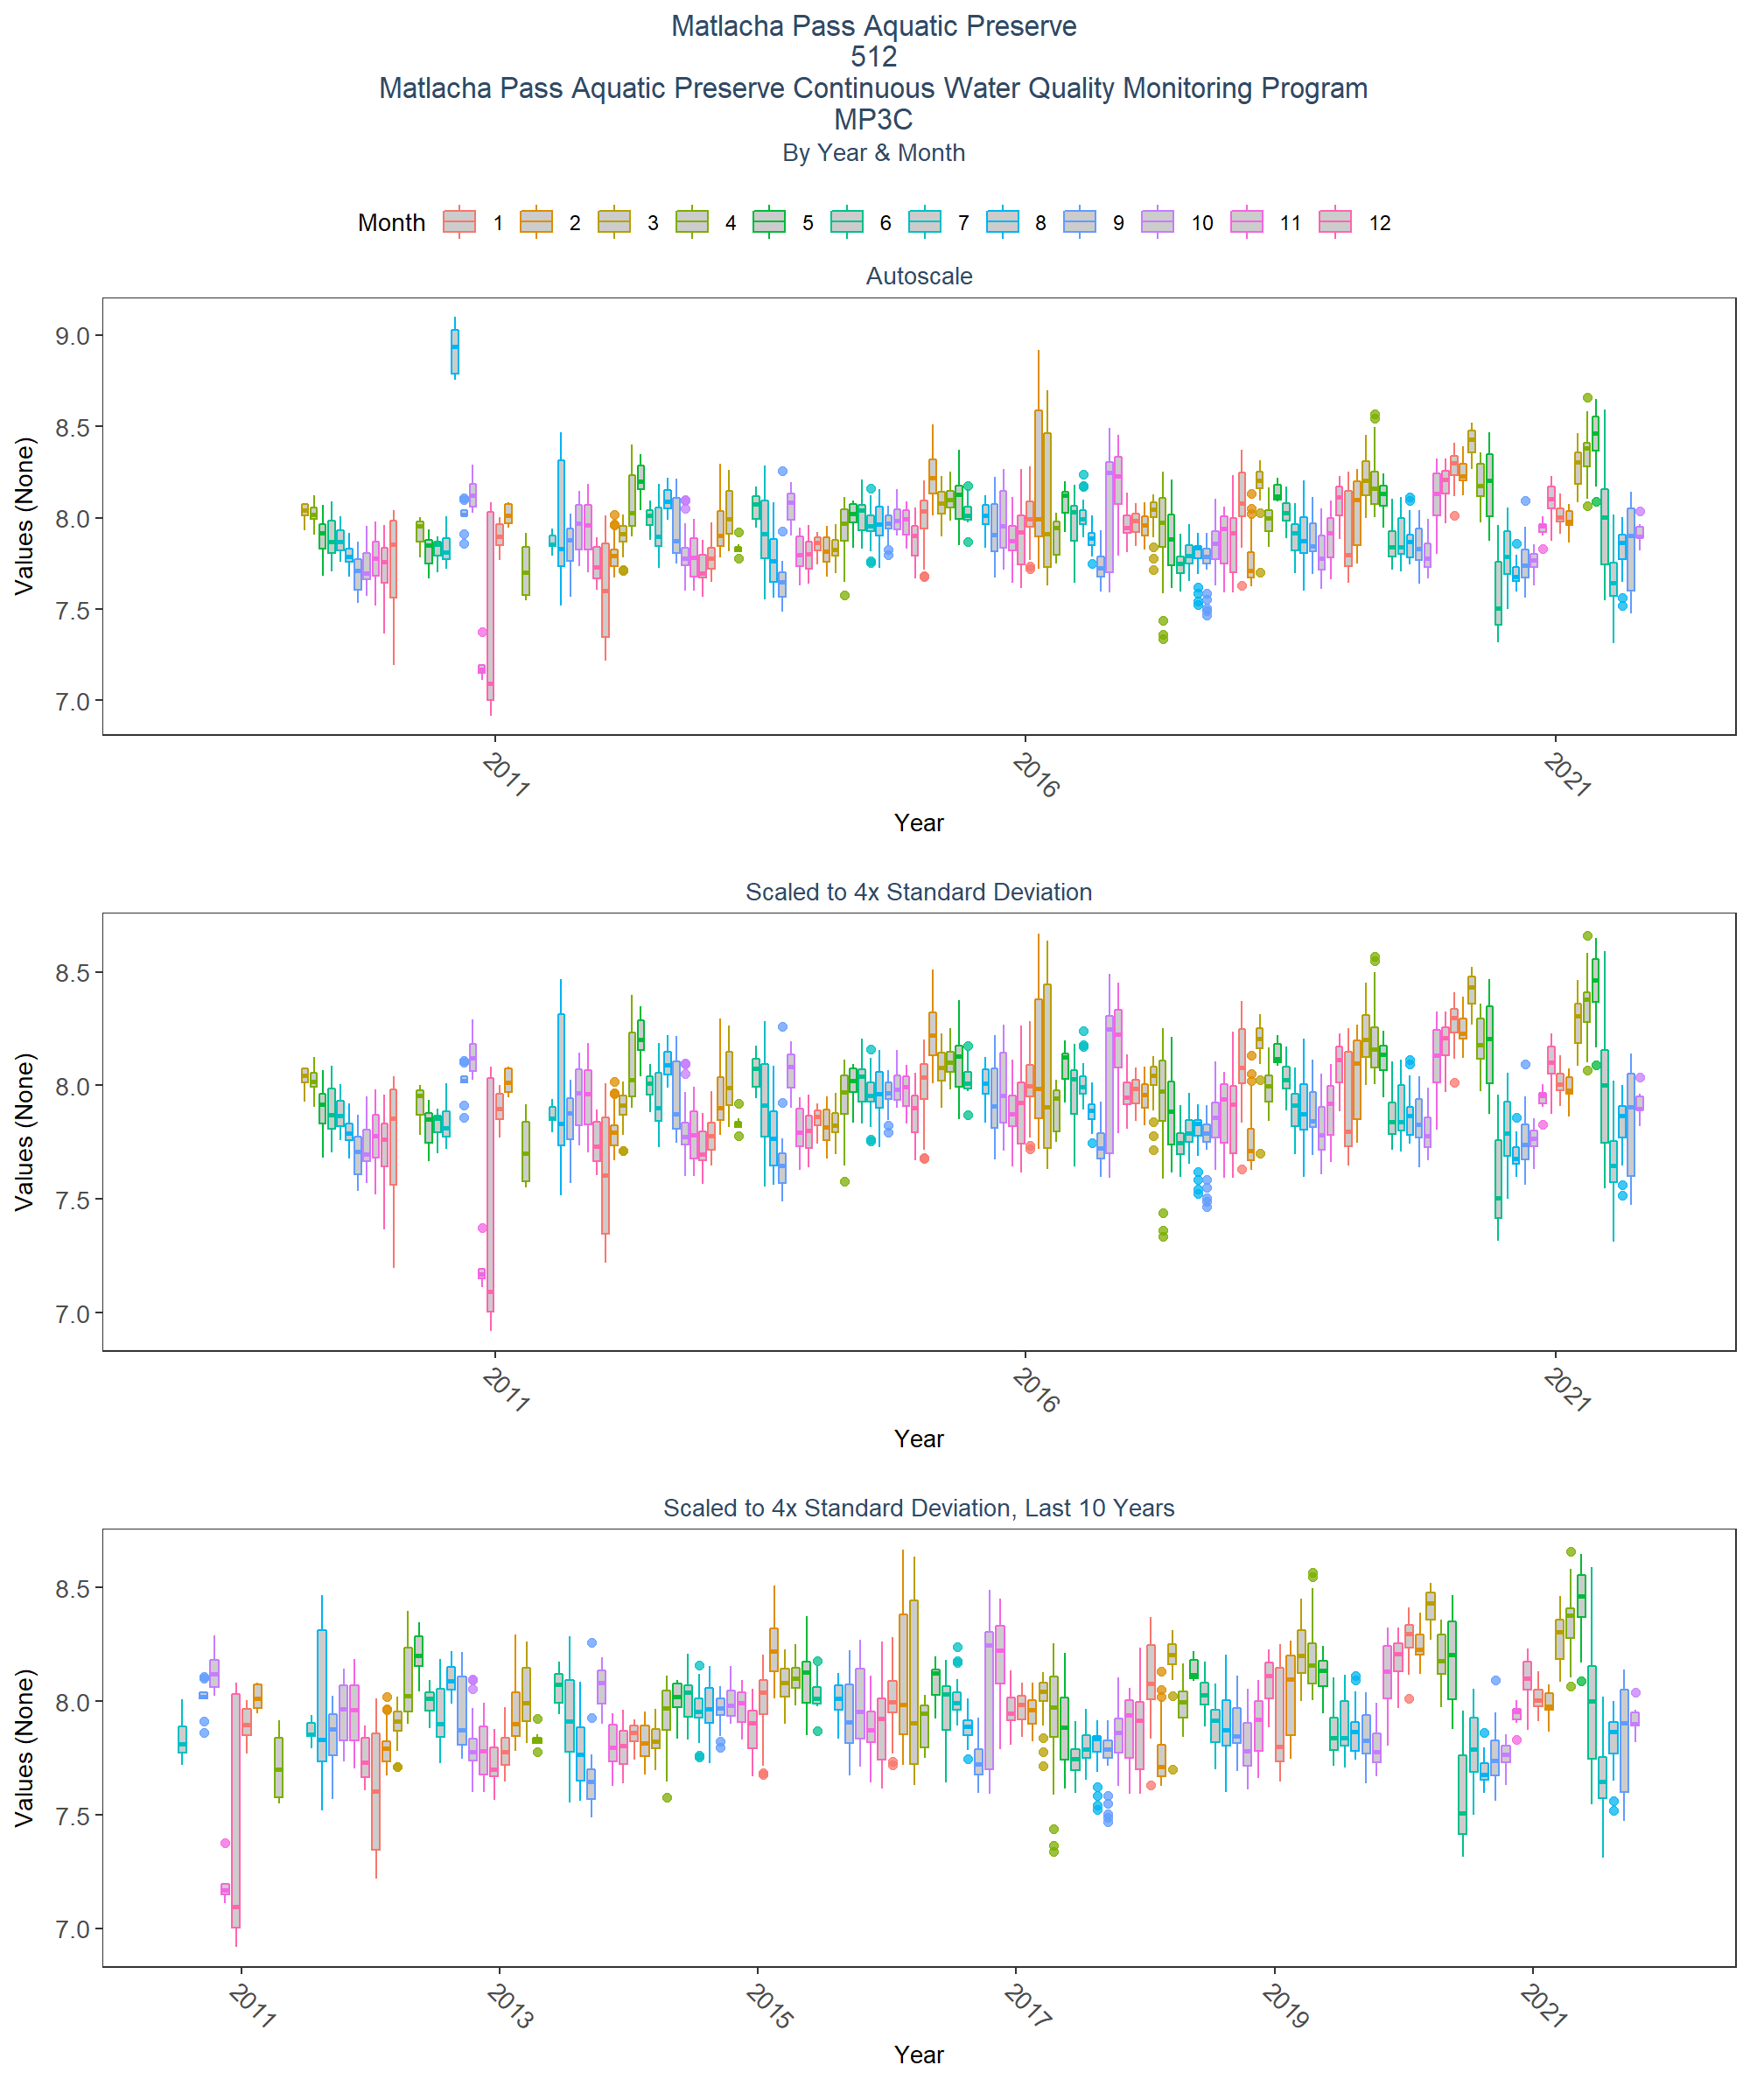 Matlacha Pass Aquatic Preserve
512
Matlacha Pass Aquatic Preserve Continuous Water Quality Monitoring Program
MP3C
By Year & Month
Month 1 2 3 4 5 6 7 8 9 10 11 12
Autoscale
Values (None)
9.0
8.5
8.0
7.5
7.0
2011 2016 2021
Year
Scaled to 4x Standard Deviation
Values (None)
8.5
8.0
7.5
7.0
2011 2016 2021
Year
Scaled to 4x Standard Deviation, Last 10 Years
Values (None)
8.5
8.0
7.5
7.0
2011 2013 2015 2017 2019 2021
Year